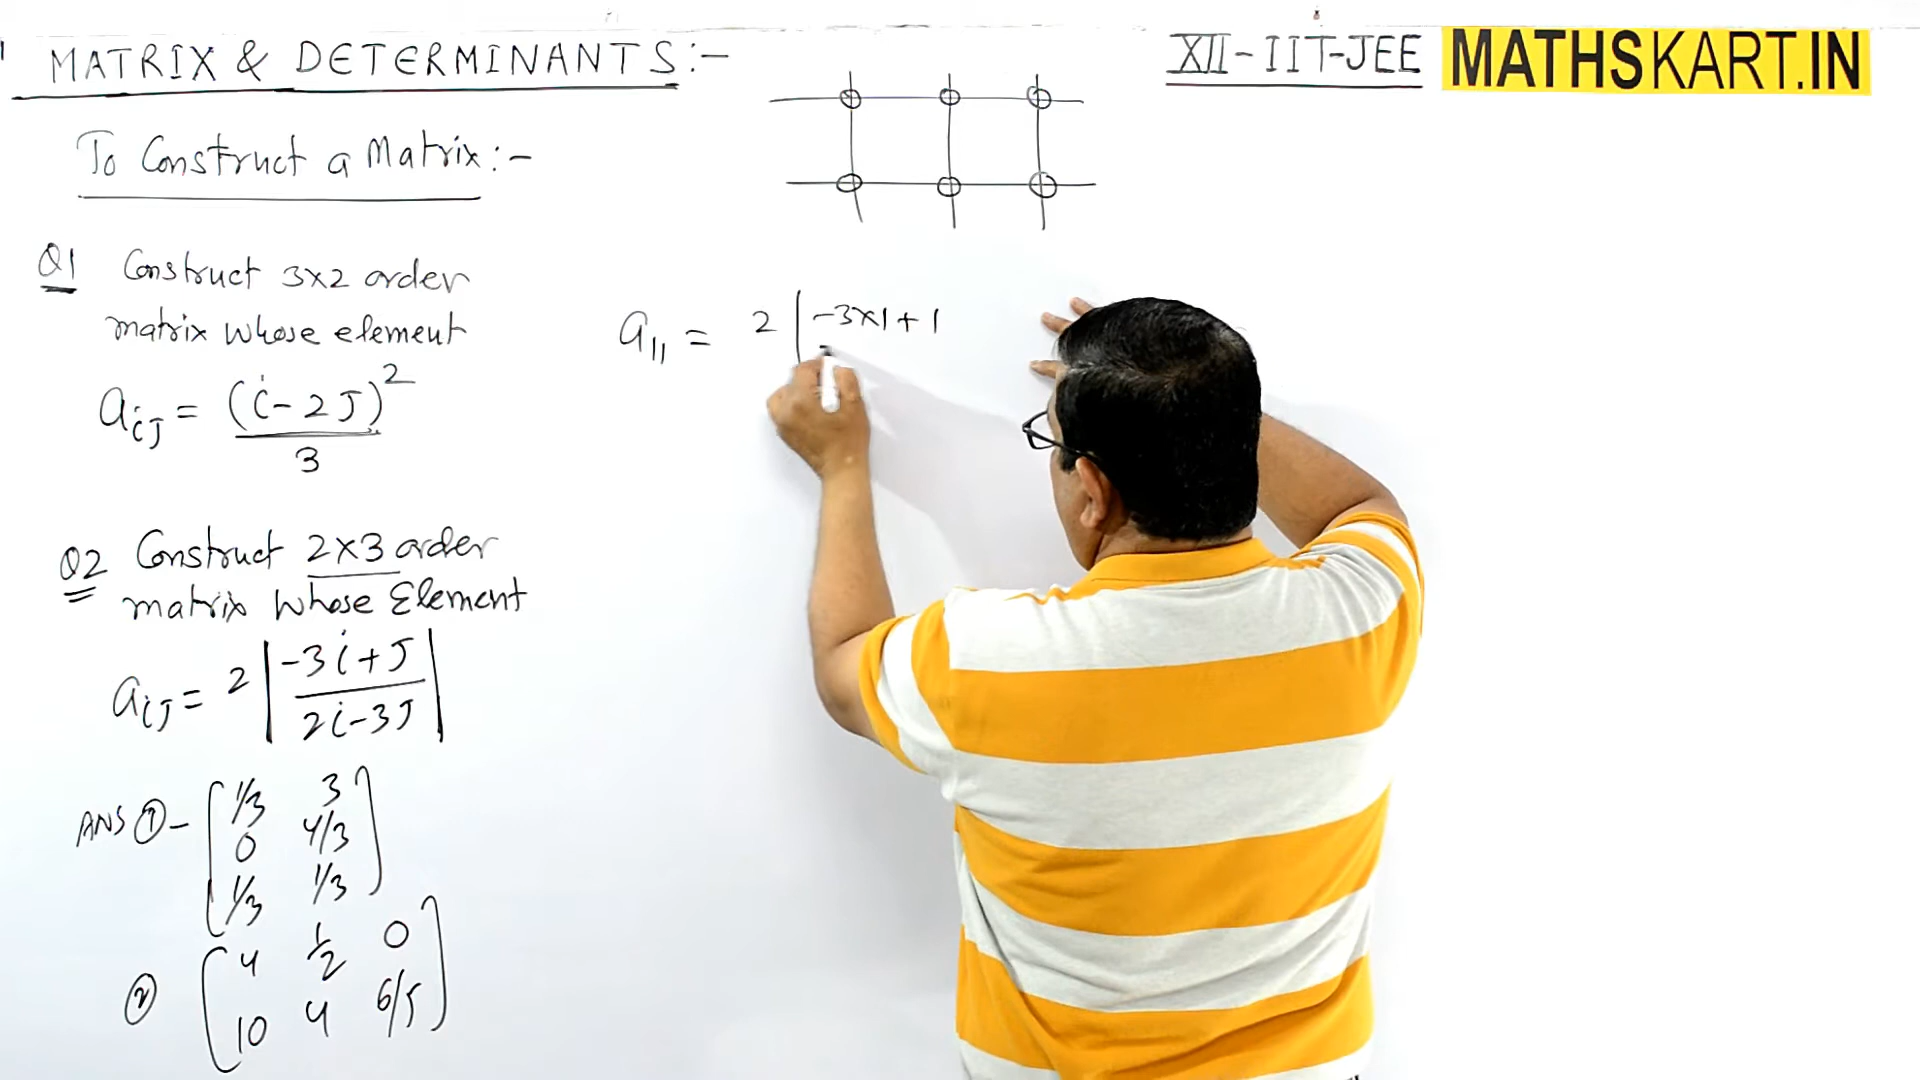 MATRIX & DETERMINANTS:-
XII-IIT-JEE
MATHSKART.IN
To Construct a Matrix:-
Q1 Construct 3x2 order
matrix whose element
aij = (i-2J)²/3
Q2 Construct 2x3 order
matrix whose Element
aij = 2 |(-3i+J)/(2i-3J)|
ANS ①- [1/3 3
0 4/3
1/3 1/3]
② [4 1/2 0
10 4 6/5]
a11 = 2 | -3x1+1